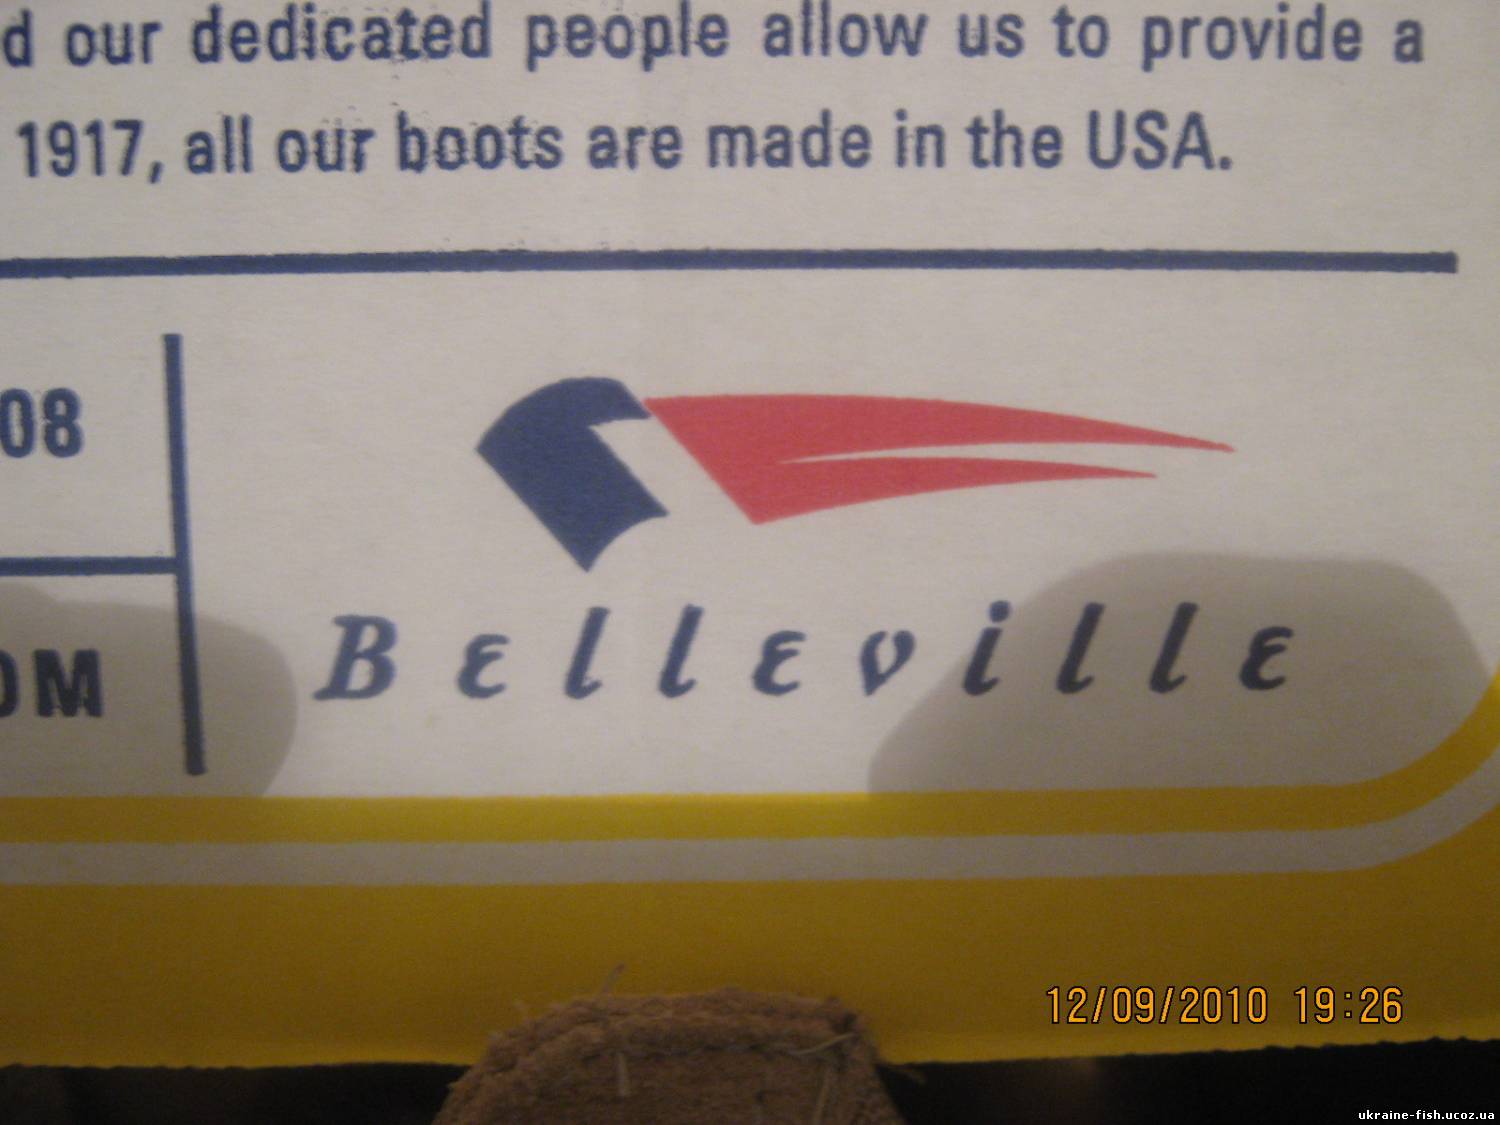 d our dedicated people allow us to provide a
1917, all our boots are made in the USA.
08
OM
Belleville
12/09/2010 19:26
ukraine-fish.ucoz.ua